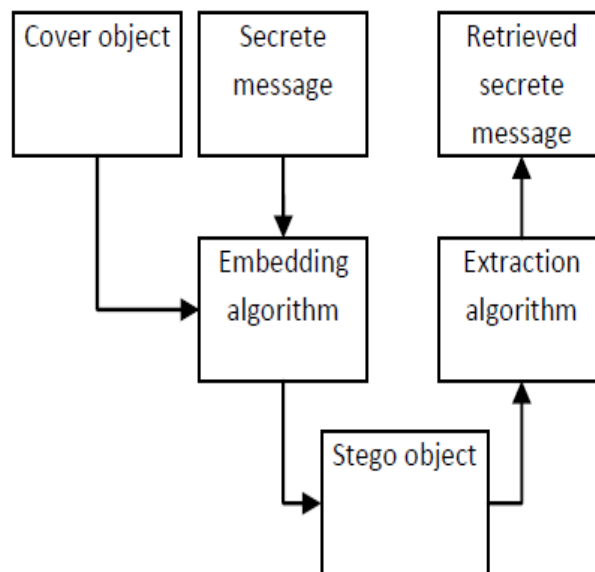 Cover object
Secrete
message
Retrieved
secrete
message
Embedding
algorithm
Extraction
algorithm
Stego object